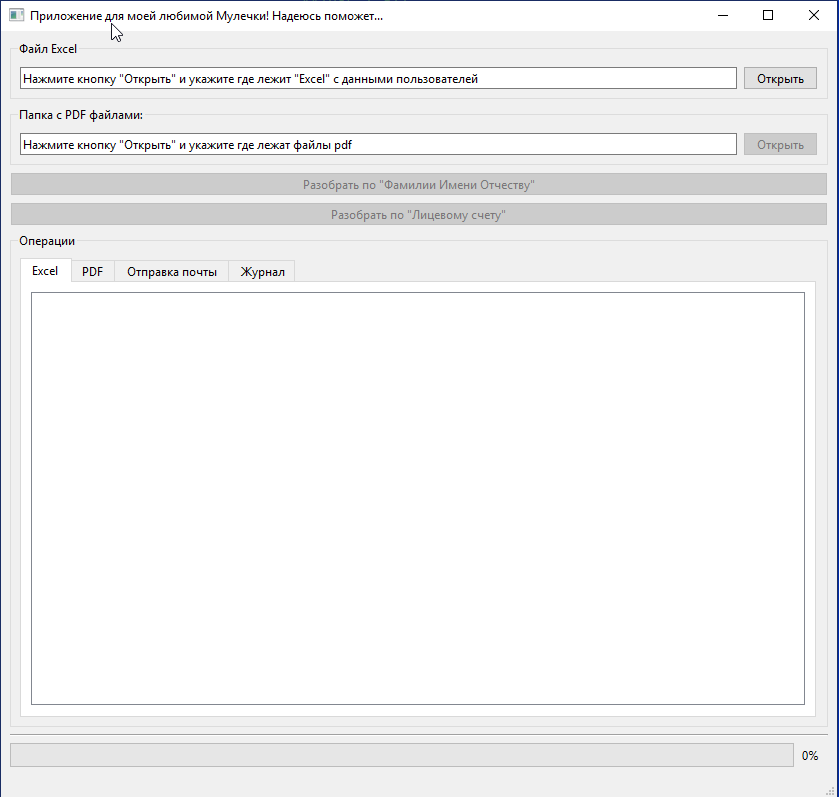 Приложение для моей любимой Мулечки! Надеюсь поможет...
Файл Excel
Нажмите кнопку "Открыть" и укажите где лежит "Excel" с данными пользователей
Открыть
Папка с PDF файлами:
Нажмите кнопку "Открыть" и укажите где лежат файлы pdf
Открыть
Разобрать по "Фамилии Имени Отчеству"
Разобрать по "Лицевому счету"
Операции
Excel PDF Отправка почты Журнал
0%